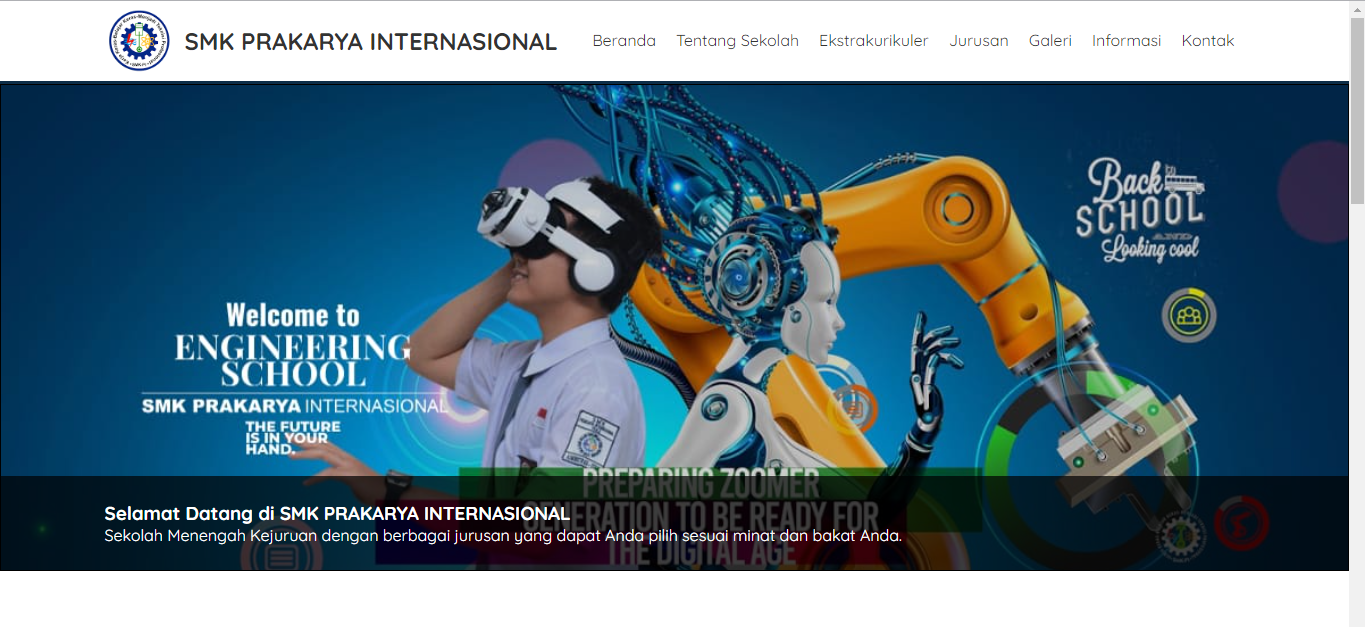 SMK PRAKARYA INTERNASIONAL
Beranda Tentang Sekolah Ekstrakurikuler Jurusan Galeri Informasi Kontak
Back to
SCHOOL
AND
Looking cool
Welcome to
ENGINEERING
SCHOOL
SMK PRAKARYA INTERNASIONAL
THE FUTURE
IS IN YOUR
HAND.
PREPARING ZOOMER
GENERATION TO BE READY FOR
THE DIGITAL AGE
Selamat Datang di SMK PRAKARYA INTERNASIONAL
Sekolah Menengah Kejuruan dengan berbagai jurusan yang dapat Anda pilih sesuai minat dan bakat Anda.